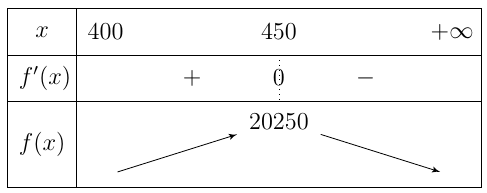 x 400 450 +∞
f′(x) + 0 −
f(x) 20250